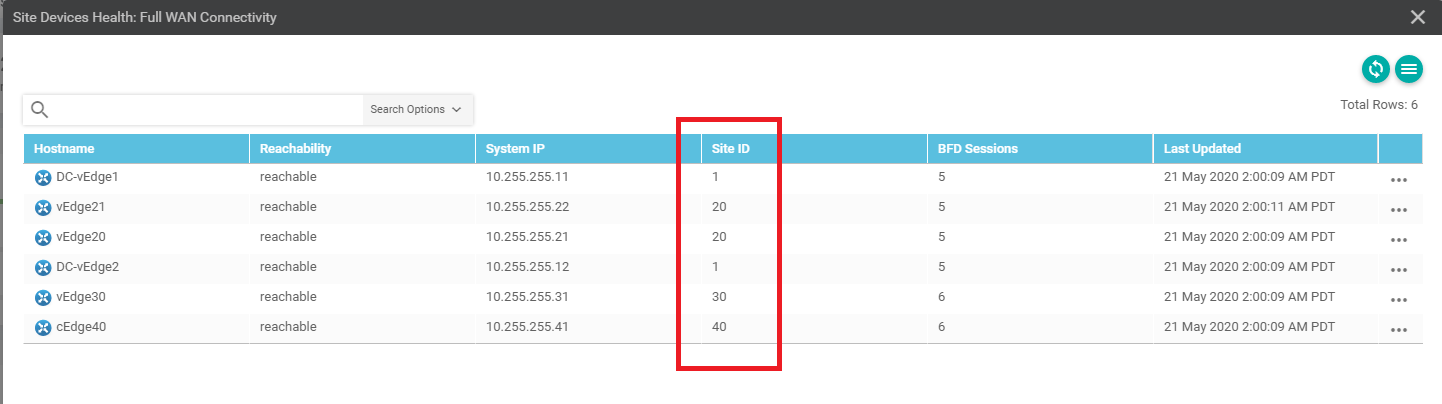 Site Devices Health: Full WAN Connectivity
Search Options
Total Rows: 6
Hostname Reachability System IP Site ID BFD Sessions Last Updated
DC-vEdge1 reachable 10.255.255.11 1 5 21 May 2020 2:00:09 AM PDT
vEdge21 reachable 10.255.255.22 20 5 21 May 2020 2:00:11 AM PDT
vEdge20 reachable 10.255.255.21 20 5 21 May 2020 2:00:09 AM PDT
DC-vEdge2 reachable 10.255.255.12 1 5 21 May 2020 2:00:09 AM PDT
vEdge30 reachable 10.255.255.31 30 6 21 May 2020 2:00:09 AM PDT
cEdge40 reachable 10.255.255.41 40 6 21 May 2020 2:00:09 AM PDT